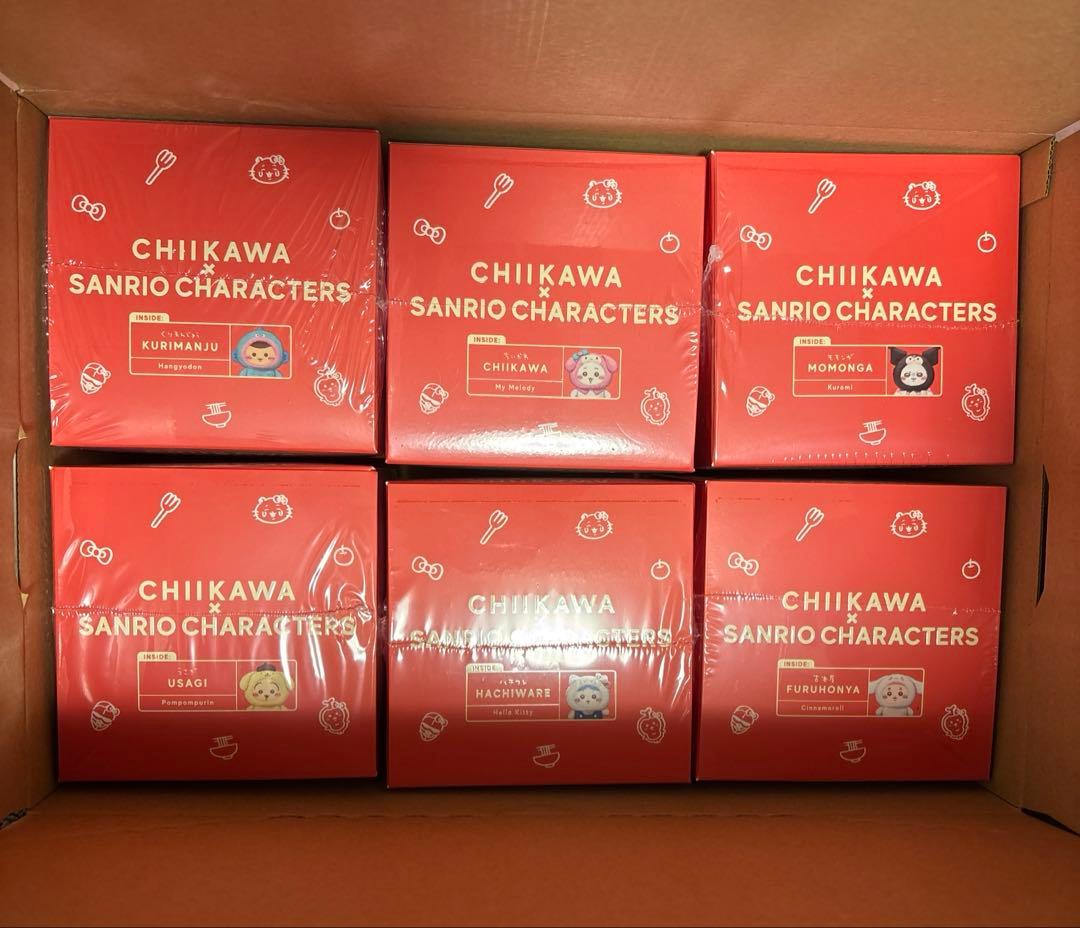 CHIIKAWA
×
SANRIO CHARACTERS
INSIDE:
くりまんじゅう
KURIMANJU
Hangyodon
CHIIKAWA
×
SANRIO CHARACTERS
INSIDE:
ちいかわ
CHIIKAWA
My Melody
CHIIKAWA
×
SANRIO CHARACTERS
INSIDE:
モモンガ
MOMONGA
Kuromi
CHIIKAWA
×
SANRIO CHARACTERS
INSIDE:
うさぎ
USAGI
Pompompurin
CHIIKAWA
SANRIO CHARACTERS
INSIDE:
ハチワレ
HACHIWARE
Hello Kitty
CHIIKAWA
×
SANRIO CHARACTERS
INSIDE:
古本屋
FURUHONYA
Cinnamoroll